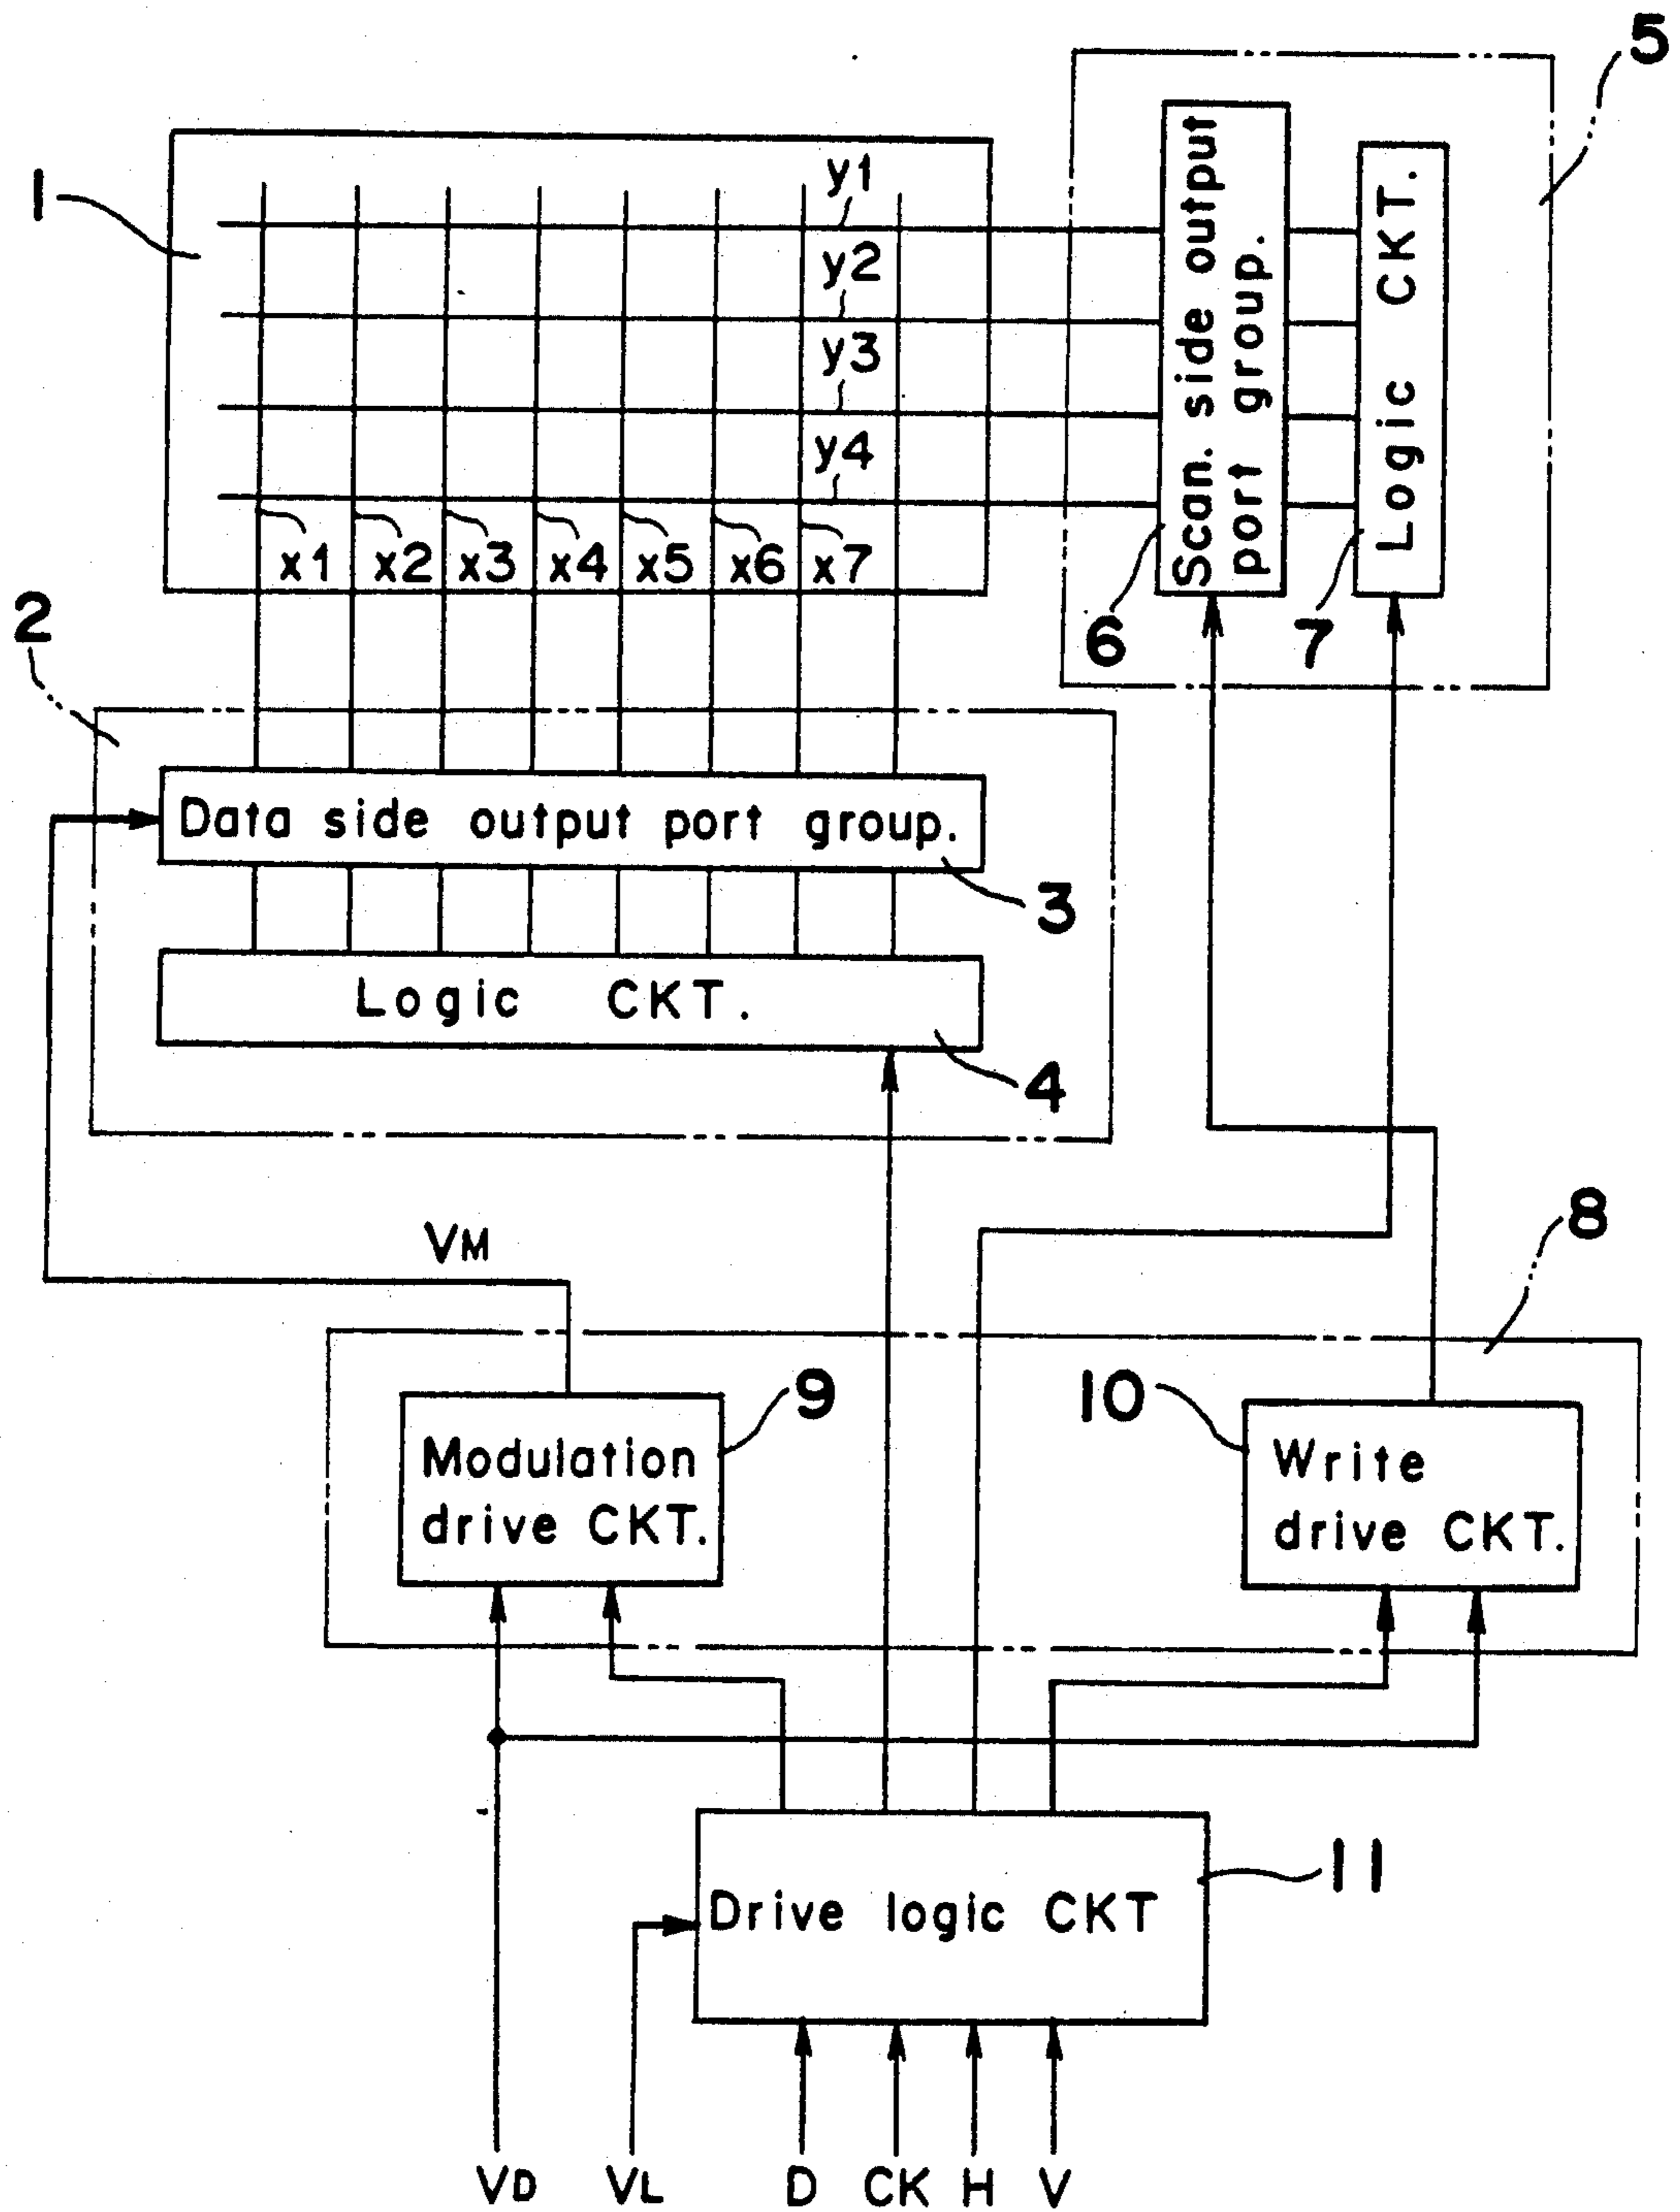 5
1
y1
y2
y3
y4
x1 x2 x3 x4 x5 x6 x7
Scan. side output
port group.
Logic CKT.
6
7
2
Data side output port group.
3
Logic CKT.
4
VM
8
9
10
Modulation
drive CKT.
Write
drive CKT.
11
Drive logic CKT
VD VL D CK H V